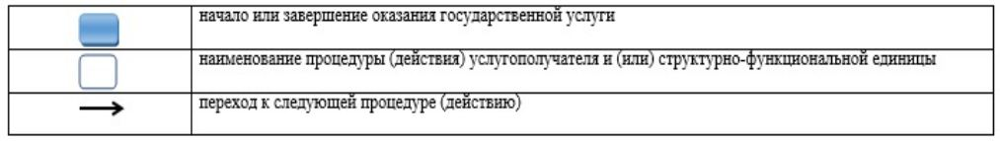 начало или завершение оказания государственной услуги
наименование процедуры (действия) услугополучателя и (или) структурно-функциональной единицы
переход к следующей процедуре (действию)